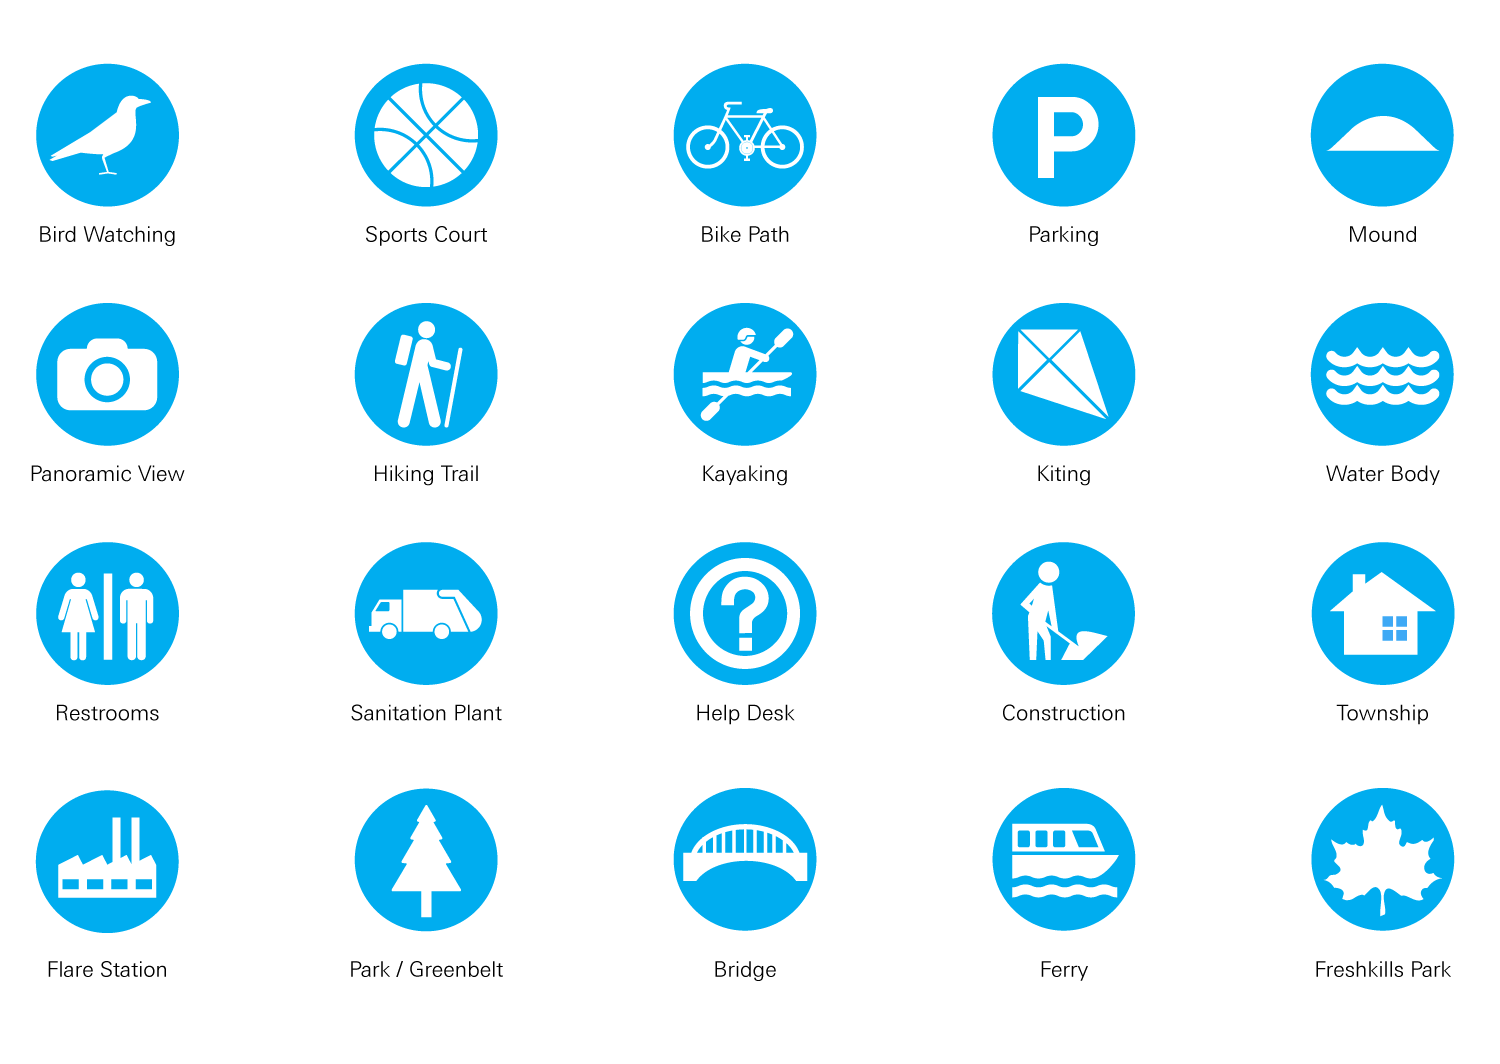 P
Bird Watching
Sports Court
Bike Path
Parking
Mound
Panoramic View
Hiking Trail
Kayaking
Kiting
Water Body
?
Restrooms
Sanitation Plant
Help Desk
Construction
Township
Flare Station
Park / Greenbelt
Bridge
Ferry
Freshkills Park